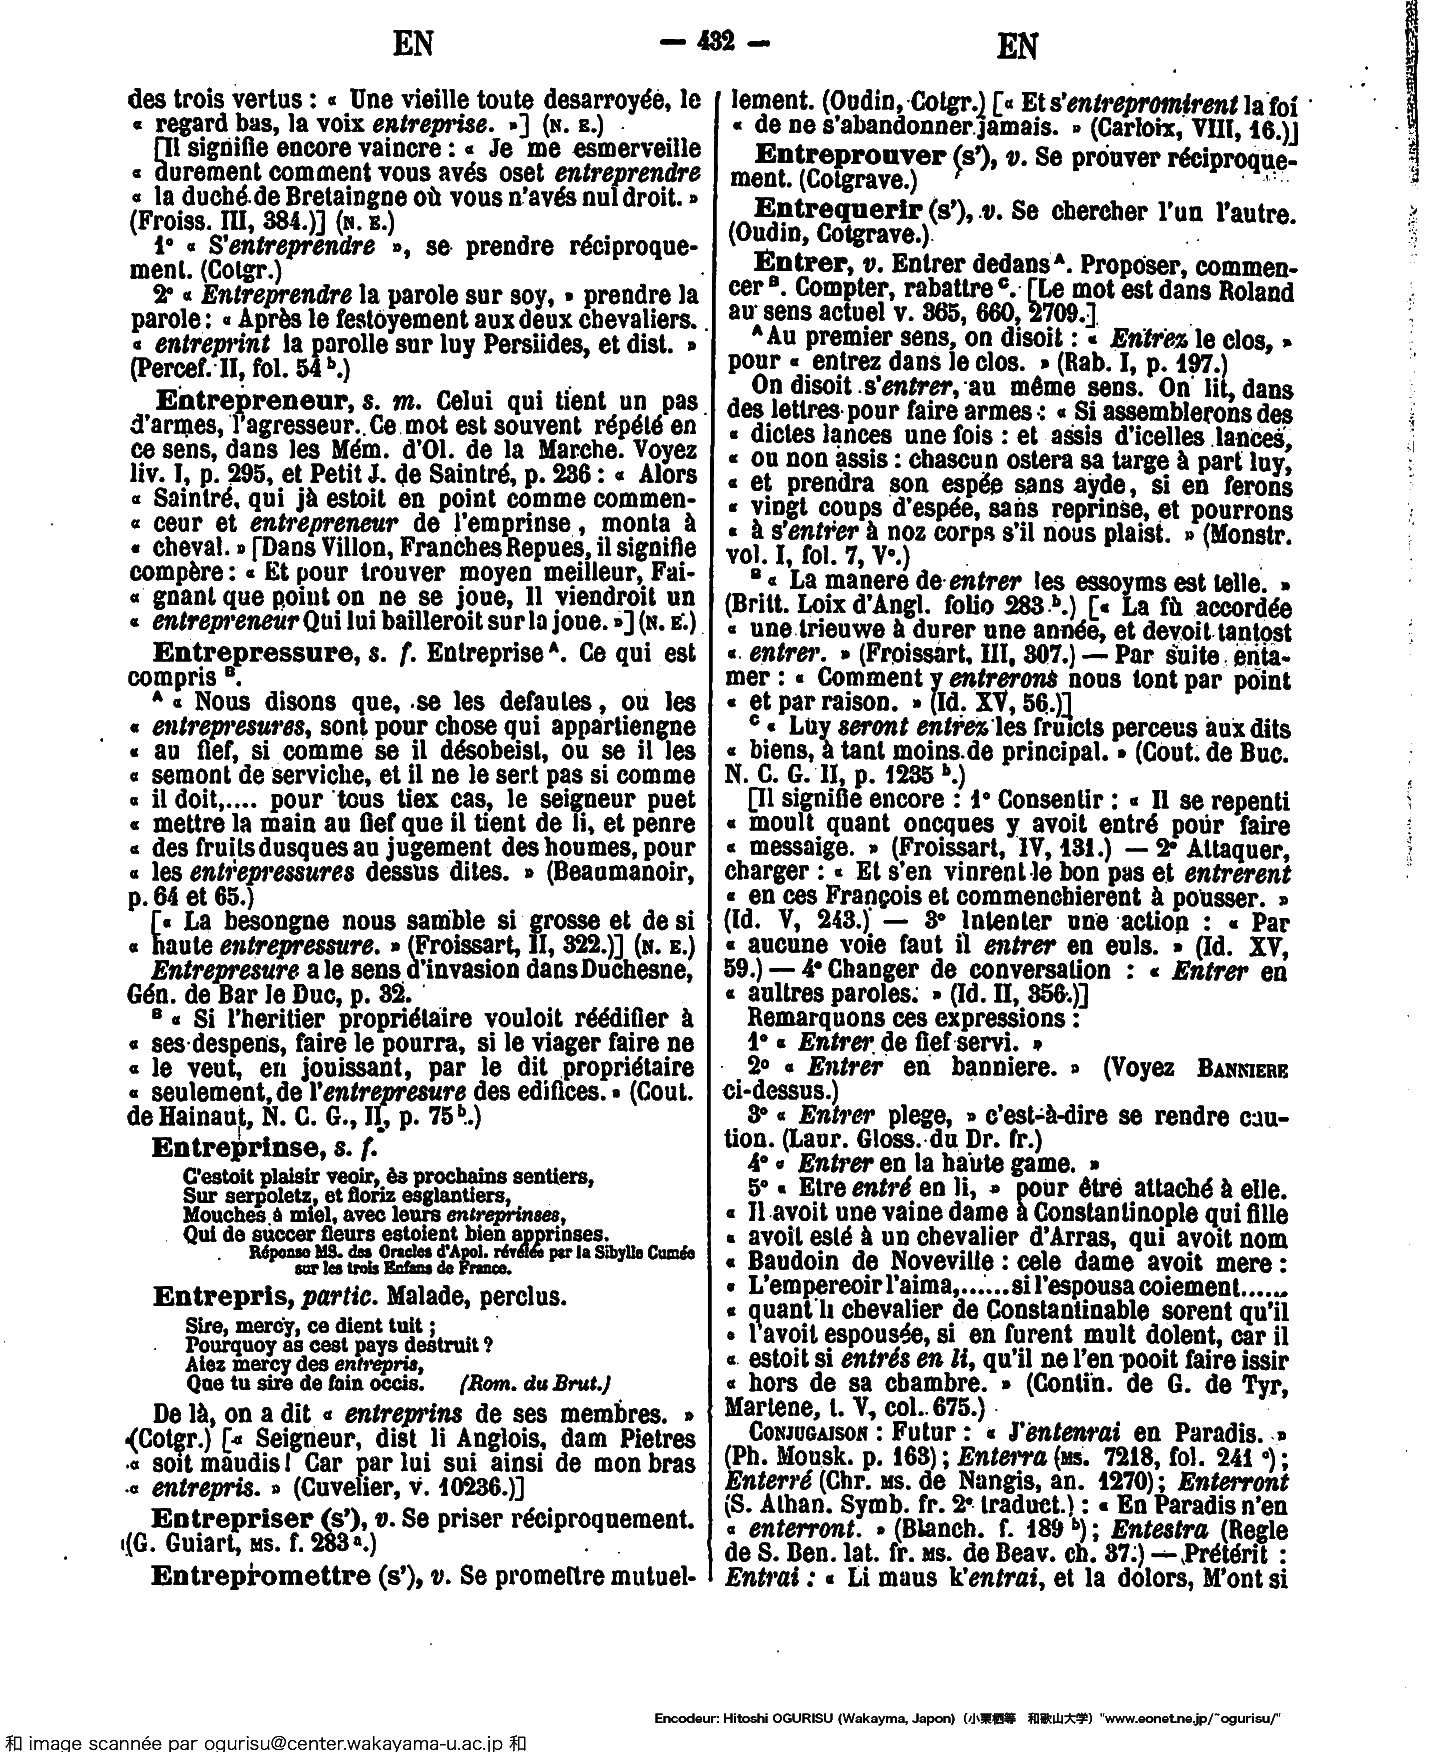 EN — 432 — EN
des trois vertus : « Une vieille toute desarroyée, le
« regard bas, la voix entreprise. »] (N. E.)
[Il signifie encore vaincre : « Je me esmerveille
« durement comment vous avés oset entreprendre
« la duché de Bretaingne où vous n'avés nul droit. »
(Froiss. III, 384.)] (N. E.)
1° « S'entreprendre », se prendre réciproque-
ment. (Cotgr.)
2° « Entreprendre la parole sur soy, » prendre la
parole : « Après le festoyement aux deux chevaliers.
« entreprint la parolle sur luy Persiides, et dist. »
(Percef. II, fol. 54 b.)
Entrepreneur, s. m. Celui qui tient un pas
d'armes, l'agresseur. Ce mot est souvent répété en
ce sens, dans les Mém. d'Ol. de la Marche. Voyez
liv. I, p. 295, et Petit J. de Saintré, p. 236 : « Alors
« Saintré, qui jà estoit en point comme commen-
« ceur et entrepreneur de l'emprinse, monta à
« cheval. » [Dans Villon, Franches Repues, il signifie
compère : « Et pour trouver moyen meilleur, Fai-
« gnant que point on ne se joue, Il viendroit un
« entrepreneur Qui lui bailleroit sur la joue. »] (N. E.)
Entrepressure, s. f. Entreprise A. Ce qui est
compris B.
A « Nous disons que, se les defautes, ou les
« entrepresures, sont pour chose qui appartiengne
« au fief, si comme se il désobeist, ou se il les
« semont de serviche, et il ne le sert pas si comme
« il doit,.... pour tous tiex cas, le seigneur puet
« mettre la main au fief que il tient de li, et penre
« des fruits dusques au jugement des houmes, pour
« les entrepressures dessus dites. » (Beaumanoir,
p. 64 et 65.)
[« La besongne nous samble si grosse et de si
« haute entrepressure. » (Froissart, II, 322.)] (N. E.)
Entrepresure a le sens d'invasion dans Duchesne,
Gén. de Bar le Duc, p. 32.
B « Si l'heritier propriétaire vouloit réédifier à
« ses despens, faire le pourra, si le viager faire ne
« le veut, en jouissant, par le dit propriétaire
« seulement, de l'entrepresure des edifices. » (Cout.
de Hainaut, N. C. G., II, p. 75 b.)
Entreprinse, s. f.
C'estoit plaisir veoir, ès prochains sentiers,
Sur serpoletz, et floriz esglantiers,
Mouches à miel, avec leurs entreprinses,
Qui de succer fleurs estoient bien apprinses.
Réponse MS. des Oracles d'Apol. révélée par la Sibylle Cumée
sur les trois Enfans de France.
Entrepris, partic. Malade, perclus.
Sire, mercy, ce dient tuit ;
Pourquoy as cest pays destruit ?
Aiez mercy des entrepris,
Que tu sire de fain occis. (Rom. du Brut.)
De là, on a dit « entreprins de ses membres. »
(Cotgr.) [« Seigneur, dist li Anglois, dam Pietres
« soit maudis ! Car par lui sui ainsi de mon bras
« entrepris. » (Cuvelier, v. 10236.)]
Entrepriser (s'), v. Se priser réciproquement.
(G. Guiart, MS. f. 283 a.)
Entrepromettre (s'), v. Se promettre mutuel-
lement. (Oudin, Cotgr.) [« Et s'entrepromirent la foi
« de ne s'abandonner jamais. » (Carloix, VIII, 16.)]
Entreprouver (s'), v. Se prouver réciproque-
ment. (Cotgrave.)
Entrequerir (s'), v. Se chercher l'un l'autre.
(Oudin, Cotgrave.)
Entrer, v. Entrer dedans A. Proposer, commen-
cer B. Compter, rabattre C. [Le mot est dans Roland
au sens actuel v. 365, 660, 2709.]
A Au premier sens, on disoit : « Entrez le clos, »
pour « entrez dans le clos. » (Rab. I, p. 197.)
On disoit s'entrer, au même sens. On lit, dans
des lettres pour faire armes : « Si assemblerons des
« dictes lances une fois : et assis d'icelles lances,
« ou non assis : chascun ostera sa targe à part luy,
« et prendra son espée sans ayde, si en ferons
« vingt coups d'espée, sans reprinse, et pourrons
« à s'entrer à noz corps s'il nous plaist. » (Monstr.
vol. I, fol. 7, V°.)
B « La manere de entrer les essoyms est telle. »
(Britt. Loix d'Angl. folio 283 b.) [« La fù accordée
« une trieuwe à durer une année, et devoit tantost
« entrer. » (Froissart, III, 307.) — Par suite enta-
mer : « Comment y entrerons nous tont par point
« et par raison. » (Id. XV, 56.)]
C « Luy seront entrez les fruicts perceus aux dits
« biens, à tant moins de principal. » (Cout. de Buc.
N. C. G. II, p. 1235 b.)
[Il signifie encore : 1° Consentir : « Il se repenti
« moult quant oncques y avoit entré pour faire
« messaige. » (Froissart, IV, 131.) — 2° Attaquer,
charger : « Et s'en vinrent le bon pas et entrerent
« en ces François et commenchierent à pousser. »
(Id. V, 243.) — 3° Intenter une action : « Par
« aucune voie faut il entrer en euls. » (Id. XV,
59.) — 4° Changer de conversation : « Entrer en
« aultres paroles. » (Id. II, 356.)]
Remarquons ces expressions :
1° « Entrer de fief servi. »
2° « Entrer en banniere. » (Voyez BANNIERE
ci-dessus.)
3° « Entrer plege, » c'est-à-dire se rendre cau-
tion. (Laur. Gloss. du Dr. fr.)
4° « Entrer en la haute game. »
5° « Etre entré en li, » pour être attaché à elle.
« Il avoit une vaine dame à Constantinople qui fille
« avoit esté à un chevalier d'Arras, qui avoit nom
« Baudoin de Noveville : cele dame avoit mere :
« L'empereoir l'aima,......si l'espousa coiement......
« quant li chevalier de Constantinable sorent qu'il
« l'avoit espousée, si en furent mult dolent, car il
« estoit si entrés en li, qu'il ne l'en pooit faire issir
« hors de sa chambre. » (Contin. de G. de Tyr,
Martene, t. V, col. 675.)
CONJUGAISON : Futur : « J'entenrai en Paradis. »
(Ph. Mousk. p. 163) ; Enterra (MS. 7218, fol. 241 c) ;
Enterré (Chr. MS. de Nangis, an. 1270) ; Enterront
(S. Athan. Symb. fr. 2e traduct.) : « En Paradis n'en
« enterront. » (Blanch. f. 189 b) ; Entestra (Regle
de S. Ben. lat. fr. MS. de Beav. ch. 37.) — Prétérit :
Entrai : « Li maus k'entrai, et la dolors, M'ont si
Encodeur: Hitoshi OGURISU (Wakayma, Japon) (小栗栖等 和歌山大学) "www.eonet.ne.jp/~ogurisu/"
和 image scannée par ogurisu@center.wakayama-u.ac.jp 和